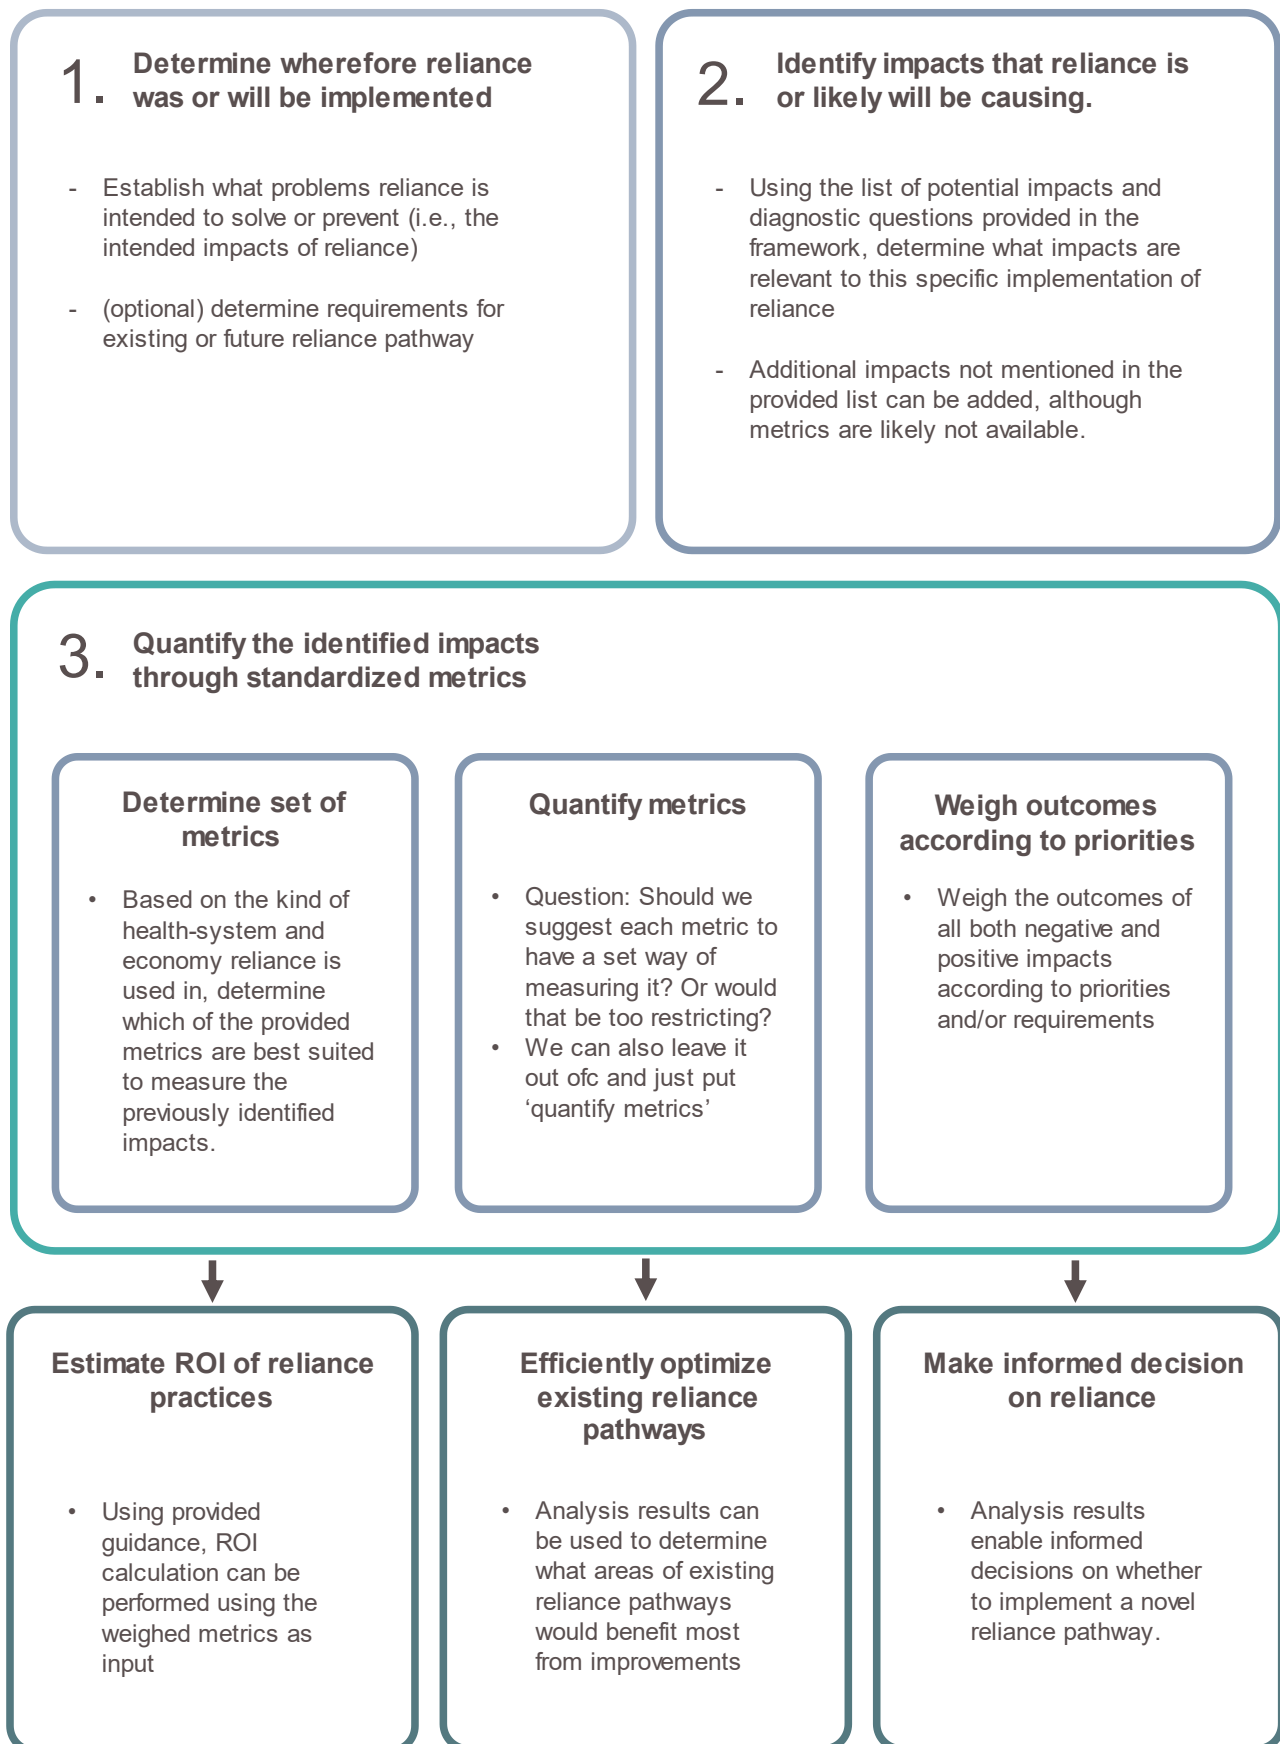 1. Determine wherefore reliance
was or will be implemented
- Establish what problems reliance is
intended to solve or prevent (i.e., the
intended impacts of reliance)
- (optional) determine requirements for
existing or future reliance pathway
2. Identify impacts that reliance is
or likely will be causing.
- Using the list of potential impacts and
diagnostic questions provided in the
framework, determine what impacts are
relevant to this specific implementation of
reliance
- Additional impacts not mentioned in the
provided list can be added, although
metrics are likely not available.
3. Quantify the identified impacts
through standardized metrics
Determine set of
metrics
• Based on the kind of
health-system and
economy reliance is
used in, determine
which of the provided
metrics are best suited
to measure the
previously identified
impacts.
Quantify metrics
• Question: Should we
suggest each metric to
have a set way of
measuring it? Or would
that be too restricting?
• We can also leave it
out ofc and just put
‘quantify metrics’
Weigh outcomes
according to priorities
• Weigh the outcomes of
all both negative and
positive impacts
according to priorities
and/or requirements
Estimate ROI of reliance
practices
• Using provided
guidance, ROI
calculation can be
performed using the
weighed metrics as
input
Efficiently optimize
existing reliance
pathways
• Analysis results can
be used to determine
what areas of existing
reliance pathways
would benefit most
from improvements
Make informed decision
on reliance
• Analysis results
enable informed
decisions on whether
to implement a novel
reliance pathway.